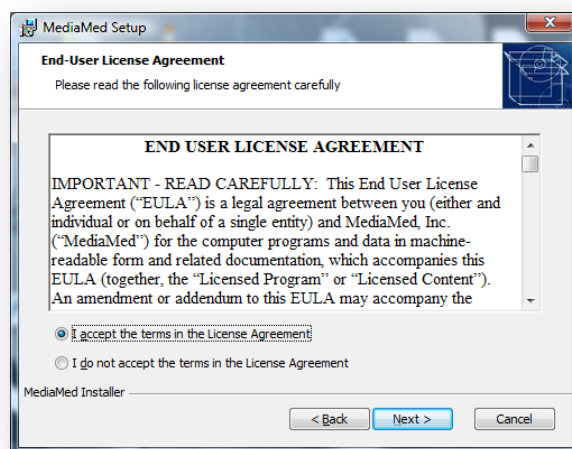 MediaMed Setup
End-User License Agreement
Please read the following license agreement carefully
END USER LICENSE AGREEMENT
IMPORTANT - READ CAREFULLY: This End User License
Agreement (“EULA”) is a legal agreement between you (either and
individual or on behalf of a single entity) and MediaMed, Inc.
(“MediaMed”) for the computer programs and data in machine-
readable form and related documentation, which accompanies this
EULA (together, the “Licensed Program” or “Licensed Content”).
An amendment or addendum to this EULA may accompany the
I accept the terms in the License Agreement
I do not accept the terms in the License Agreement
MediaMed Installer
< Back Next > Cancel